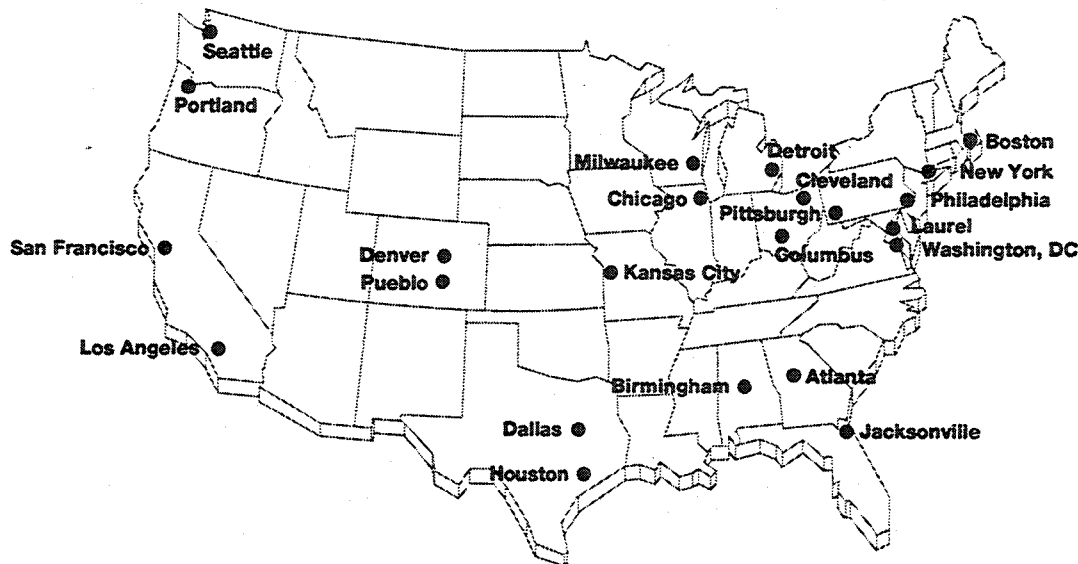 Seattle
Portland
Boston
Detroit
Milwaukee
New York
Cleveland
Chicago
Philadelphia
Pittsburgh
Laurel
San Francisco
Denver
Columbus
Washington, DC
Kansas City
Pueblo
Los Angeles
Atlanta
Birmingham
Dallas
Jacksonville
Houston